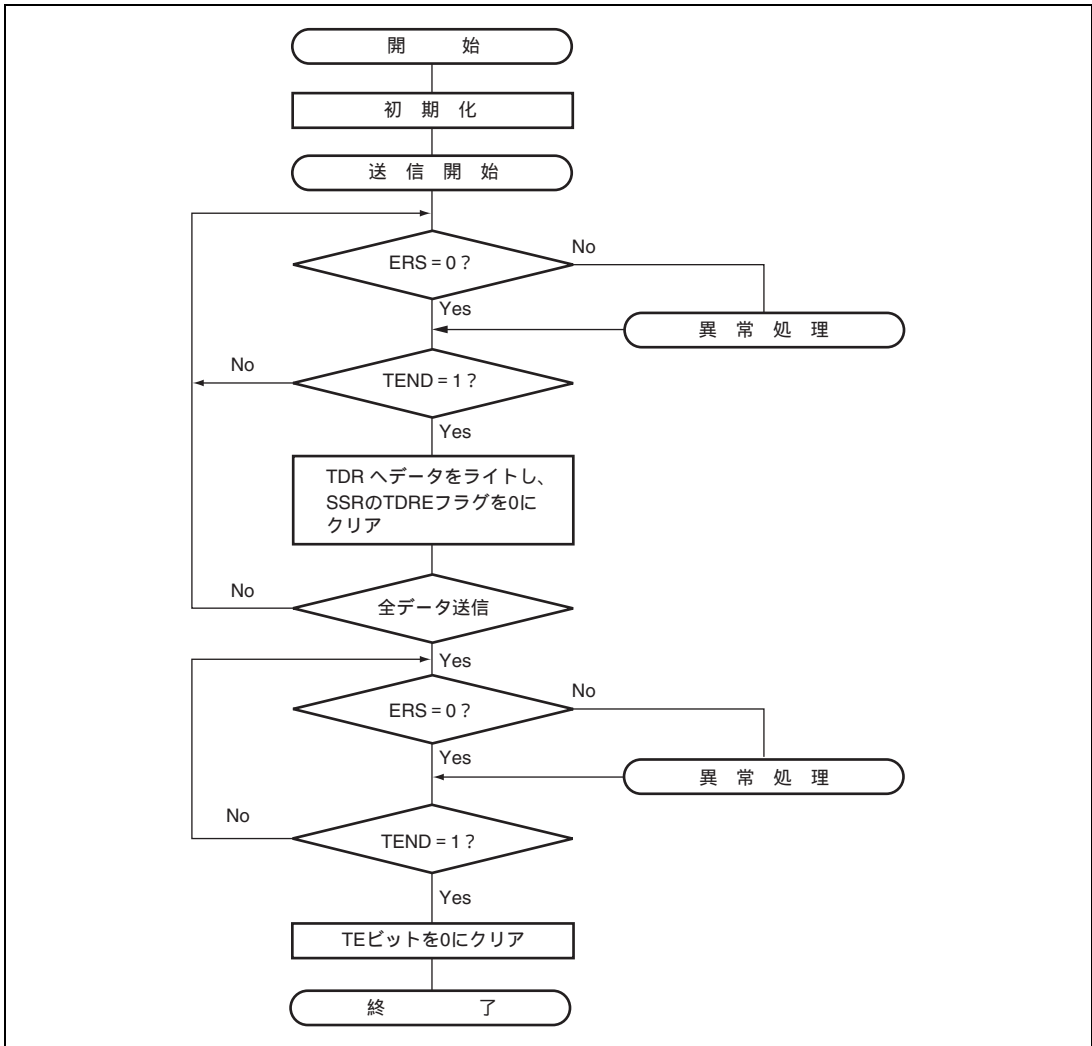 開 始
初 期 化
送 信 開 始
ERS = 0 ?
No
Yes
異 常 処 理
No
TEND = 1 ?
Yes
TDR へデータをライトし、
SSRのTDREフラグを0に
クリア
No
全データ送信
Yes
ERS = 0 ?
No
Yes
異 常 処 理
No
TEND = 1 ?
Yes
TEビットを0にクリア
終 了